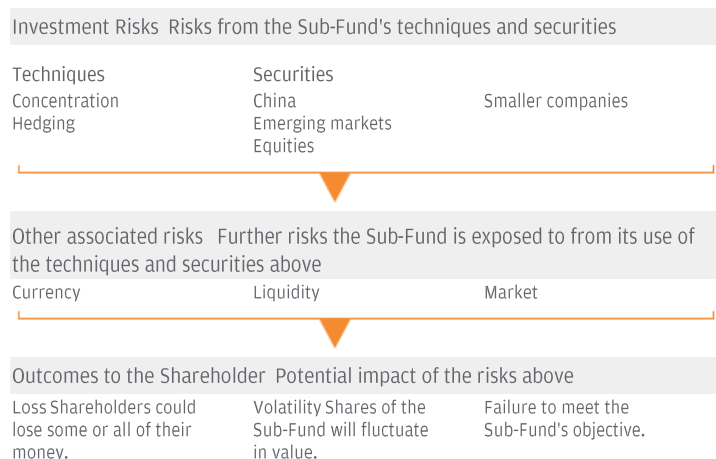 Investment Risks Risks from the Sub-Fund's techniques and securities
Techniques
Concentration
Hedging
Securities
China
Emerging markets
Equities
Smaller companies
Other associated risks Further risks the Sub-Fund is exposed to from its use of
the techniques and securities above
Currency
Liquidity
Market
Outcomes to the Shareholder Potential impact of the risks above
Loss Shareholders could
lose some or all of their
money.
Volatility Shares of the
Sub-Fund will fluctuate
in value.
Failure to meet the
Sub-Fund's objective.